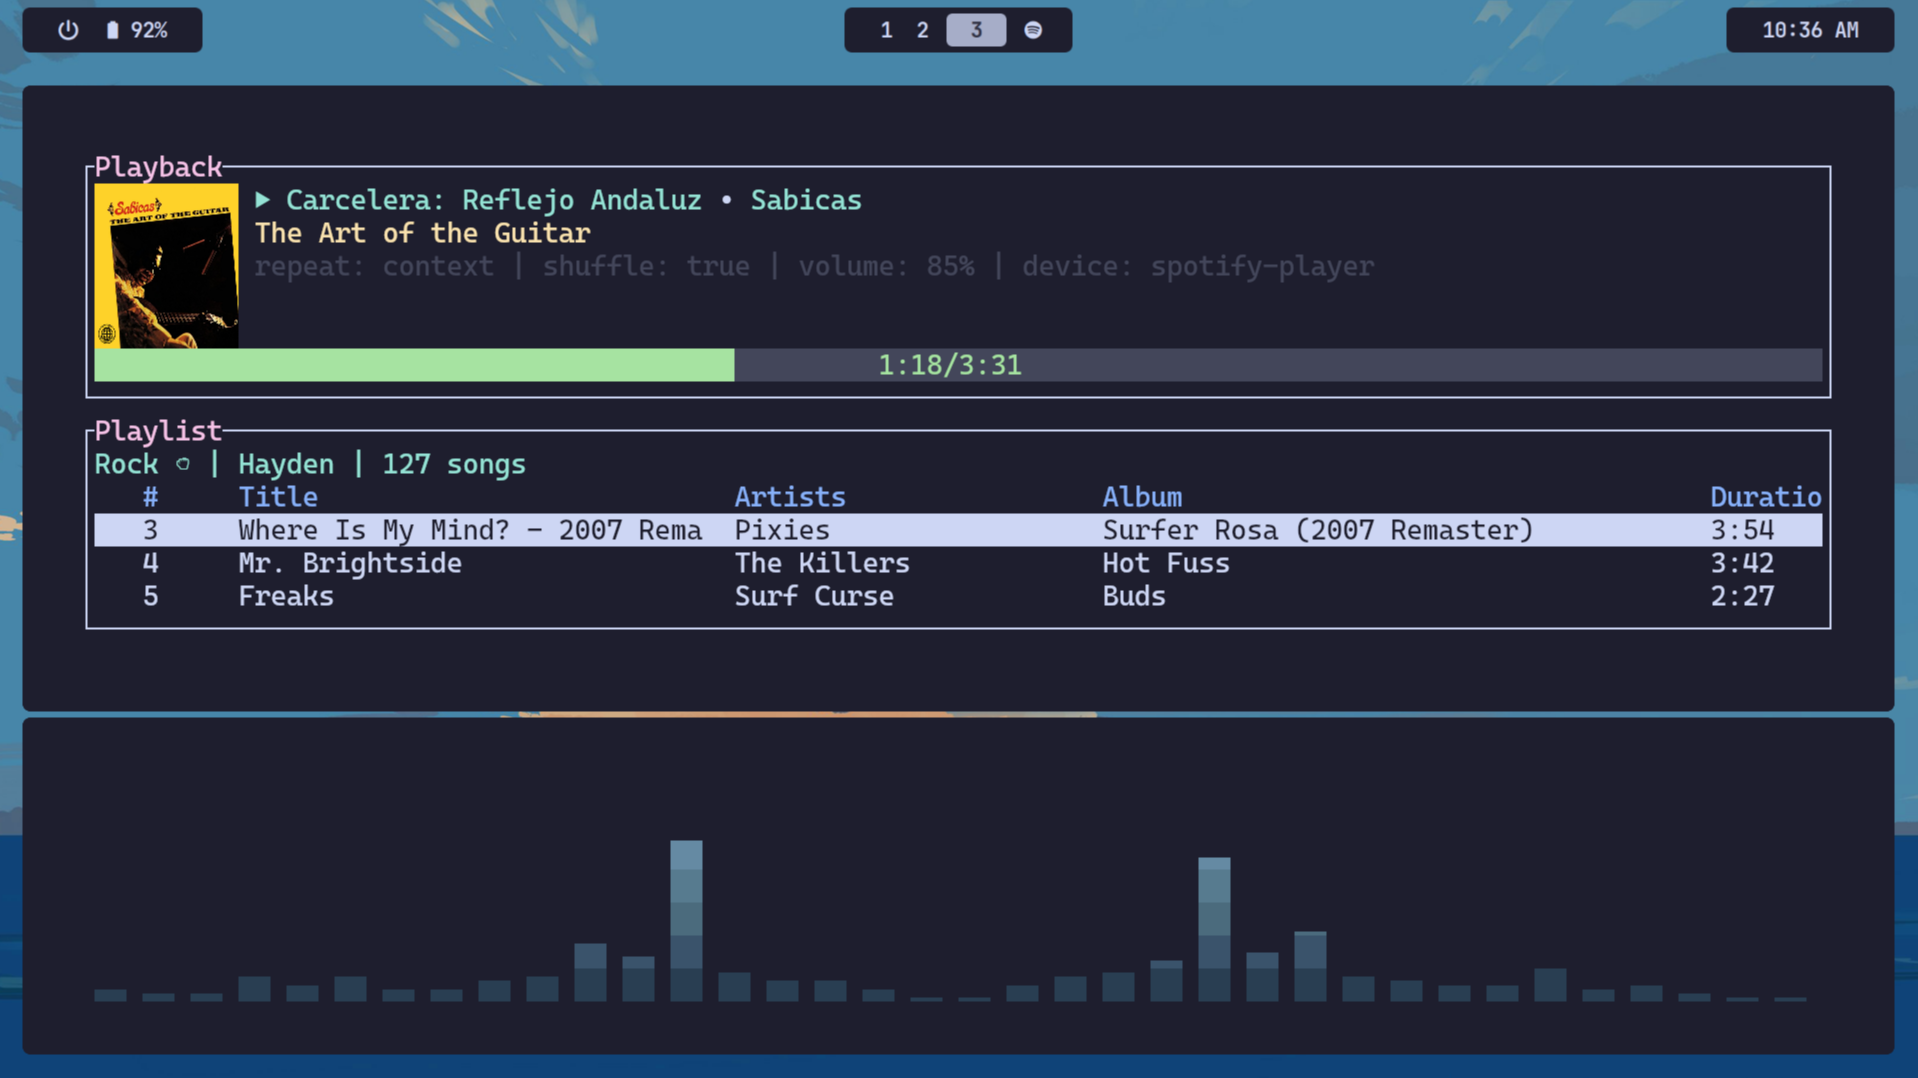 92%
1 2 3
10:36 AM
Playback
Sabicas
THE ART OF THE GUITAR
▶ Carcelera: Reflejo Andaluz • Sabicas
The Art of the Guitar
repeat: context | shuffle: true | volume: 85% | device: spotify-player
1:18/3:31
Playlist
Rock | Hayden | 127 songs
# Title Artists Album Duratio
3 Where Is My Mind? - 2007 Rema Pixies Surfer Rosa (2007 Remaster) 3:54
4 Mr. Brightside The Killers Hot Fuss 3:42
5 Freaks Surf Curse Buds 2:27